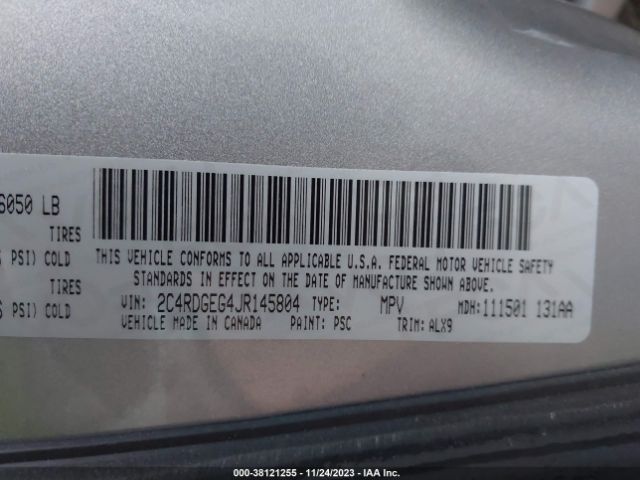 6050 LB
TIRES
PSI) COLD
TIRES
PSI) COLD
THIS VEHICLE CONFORMS TO ALL APPLICABLE U.S.A. FEDERAL MOTOR VEHICLE SAFETY
STANDARDS IN EFFECT ON THE DATE OF MANUFACTURE SHOWN ABOVE.
VIN: 2C4RDGEG4JR145804 TYPE: MPV MDH:111501 131AA
VEHICLE MADE IN CANADA PAINT: PSC TRIM: ALX9
000-38121255 - 11/24/2023 - IAA Inc.